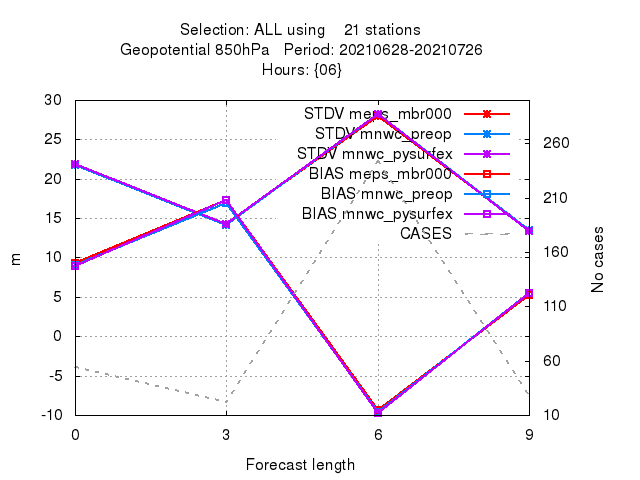 Selection: ALL using 21 stations
Geopotential 850hPa Period: 20210628-20210726
Hours: {06}
STDV meps_mbr000
STDV mnwc_preop
STDV mnwc_pysurfex
BIAS meps_mbr000
BIAS mnwc_preop
BIAS mnwc_pysurfex
CASES
30
25
20
15
10
5
0
-5
-10
m
260
210
160
110
60
10
No cases
0 3 6 9
Forecast length